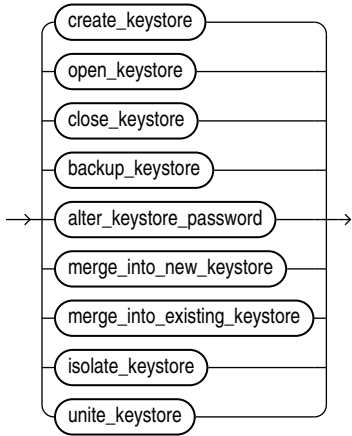 create_keystore
open_keystore
close_keystore
backup_keystore
alter_keystore_password
merge_into_new_keystore
merge_into_existing_keystore
isolate_keystore
unite_keystore